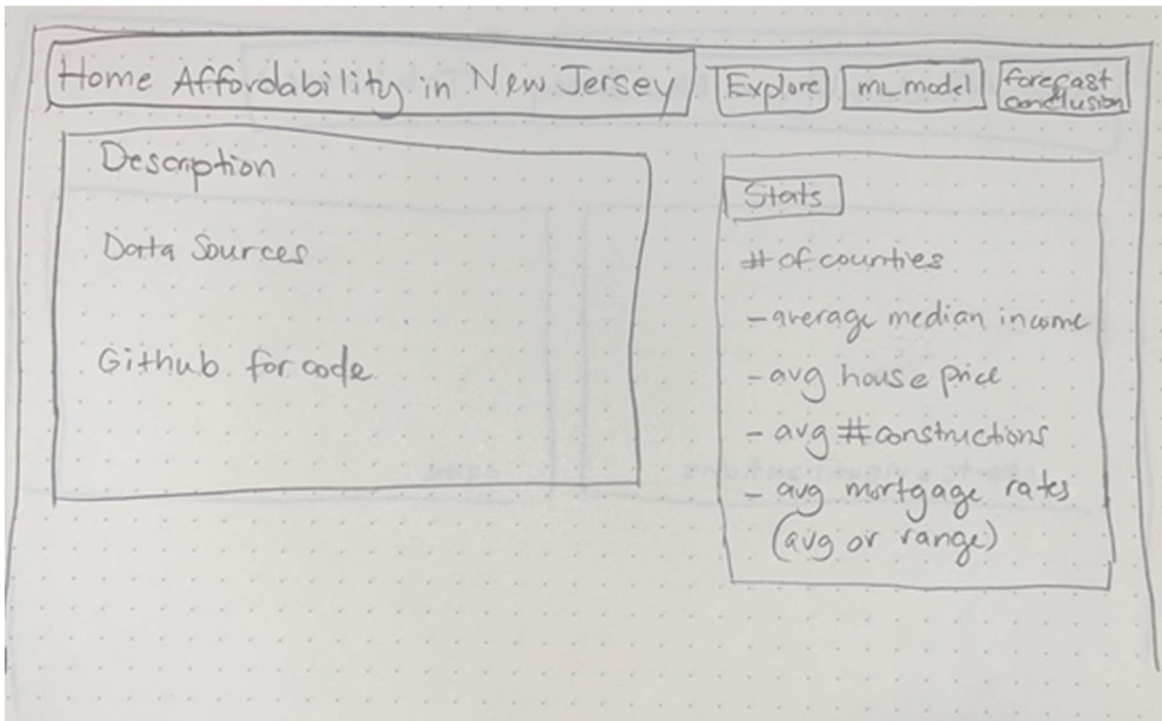 Home Affordability in New Jersey
Explore
ML model
forecast
conclusion
Description
Data Sources
Github for code
Stats
# of counties
- average median income
- avg house price
- avg # constructions
- avg mortgage rates
(avg or range)